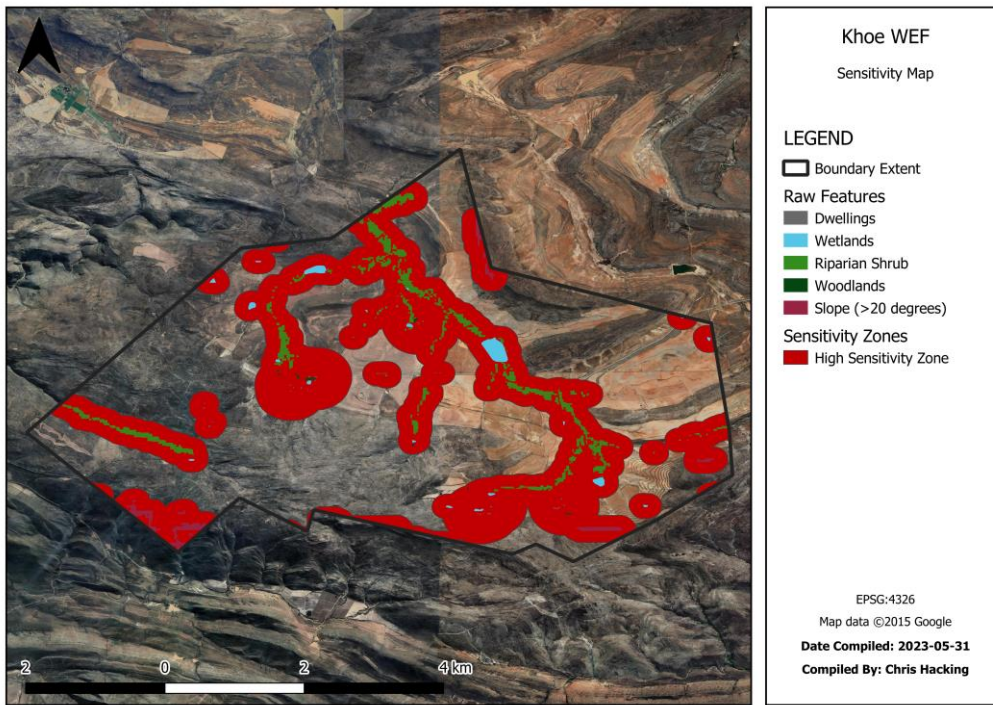 Khoe WEF
Sensitivity Map
LEGEND
Boundary Extent
Raw Features
Dwellings
Wetlands
Riparian Shrub
Woodlands
Slope (>20 degrees)
Sensitivity Zones
High Sensitivity Zone
EPSG:4326
Map data ©2015 Google
Date Compiled: 2023-05-31
Compiled By: Chris Hacking
2 0 2 4 km